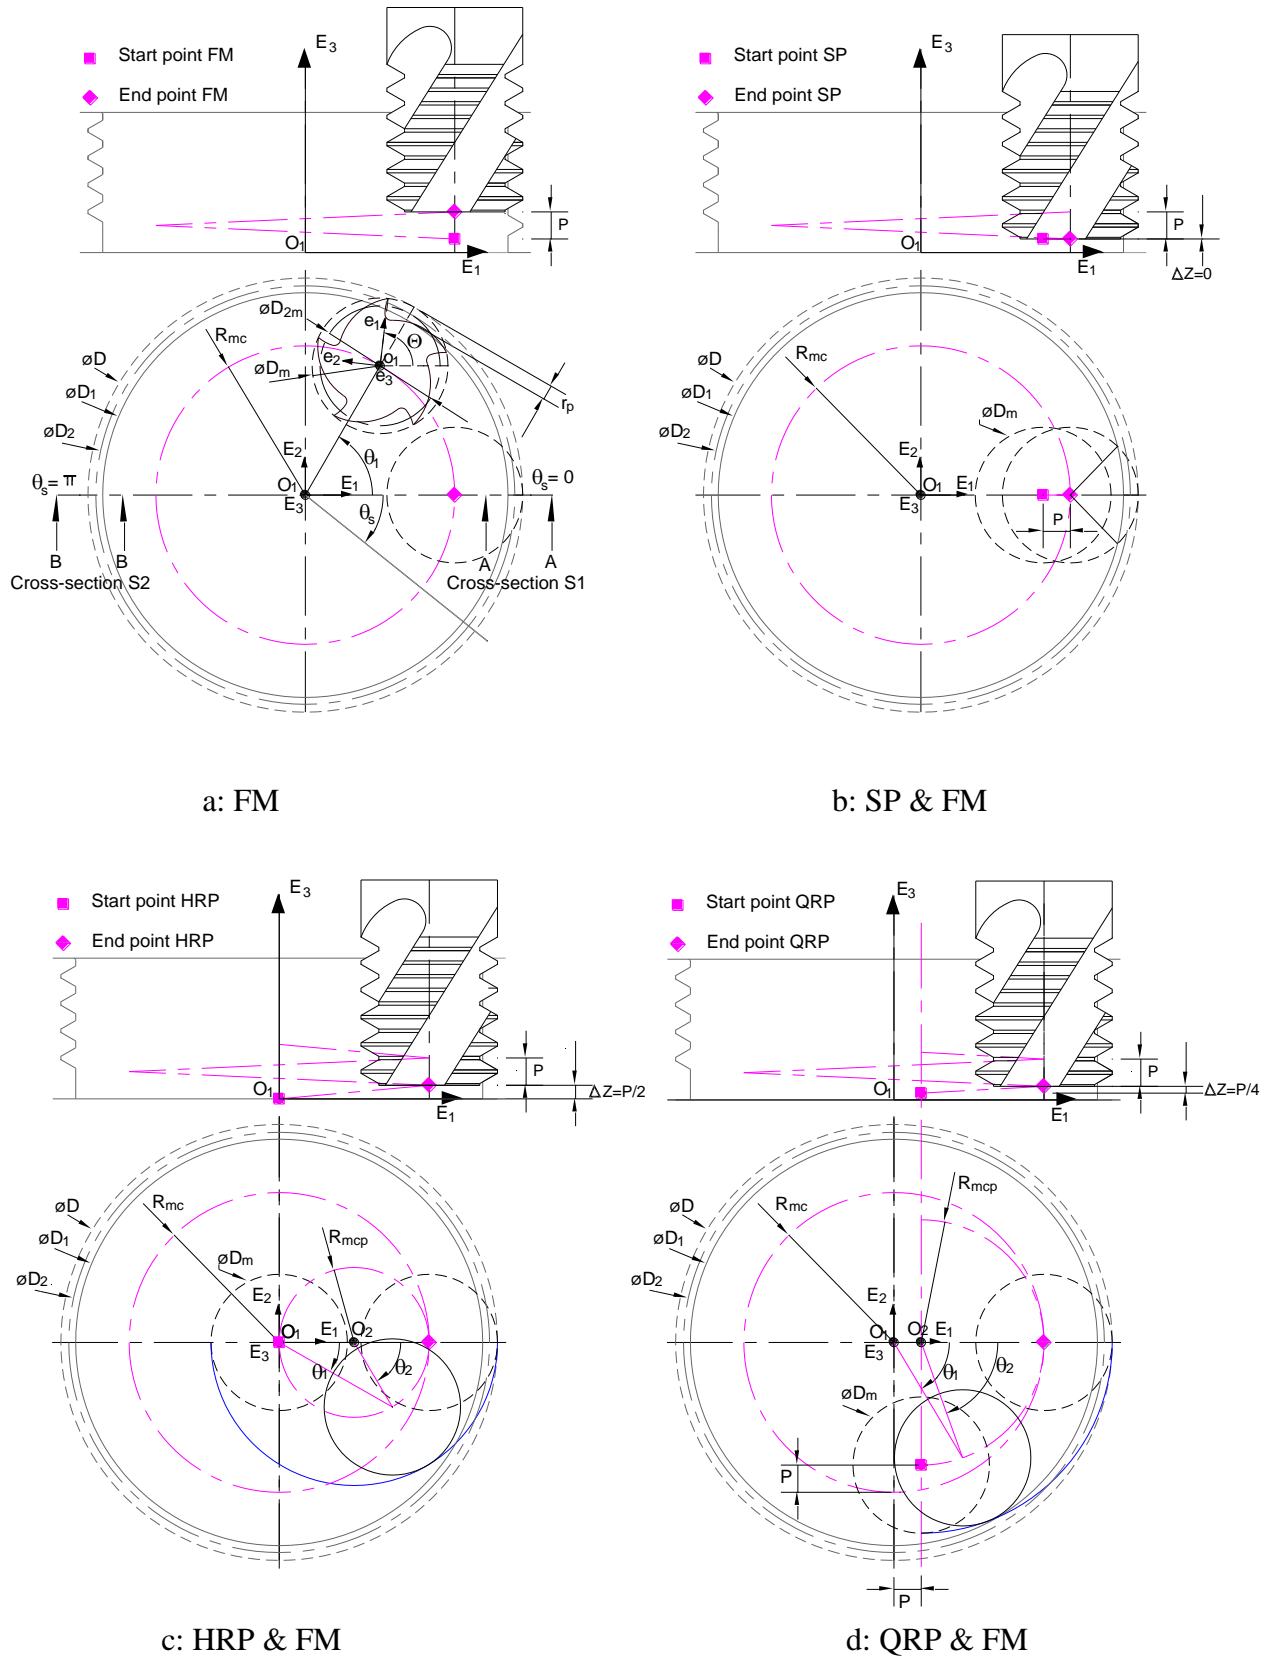 E3
Start point FM
End point FM
P
O1
E1
øD2m
e1
Θ
Rmc
e2
o1
øD
øDm
e3
øD1
rp
øD2
E2
θ1
θs= π
θs= 0
O1
E1
E3
θs
B
B
A
A
Cross-section S2
Cross-section S1
a: FM
E3
Start point SP
End point SP
P
O1
E1
ΔZ=0
øD
Rmc
øD1
øDm
øD2
E2
O1
E1
E3
P
b: SP & FM
E3
Start point HRP
End point HRP
P
O1
ΔZ=P/2
E1
Rmc
Rmcp
øD
øD1
øDm
øD2
E2
O1
E1
O2
E3
θ1
θ2
c: HRP & FM
E3
Start point QRP
End point QRP
P
O1
ΔZ=P/4
E1
Rmcp
Rmc
øD
øD1
øD2
E2
O1
O2
E1
E3
θ1
θ2
øDm
P
P
d: QRP & FM